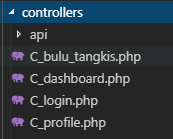 controllers
api
C_bulu_tangkis.php
C_dashboard.php
C_login.php
C_profile.php